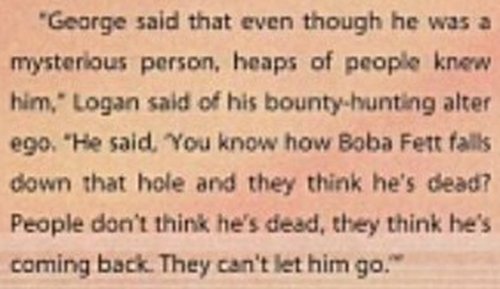 "George said that even though he was a
mysterious person, heaps of people knew
him," Logan said of his bounty-hunting alter
ego. "He said, 'You know how Boba Fett falls
down that hole and they think he's dead?
People don't think he's dead, they think he's
coming back. They can't let him go.'"